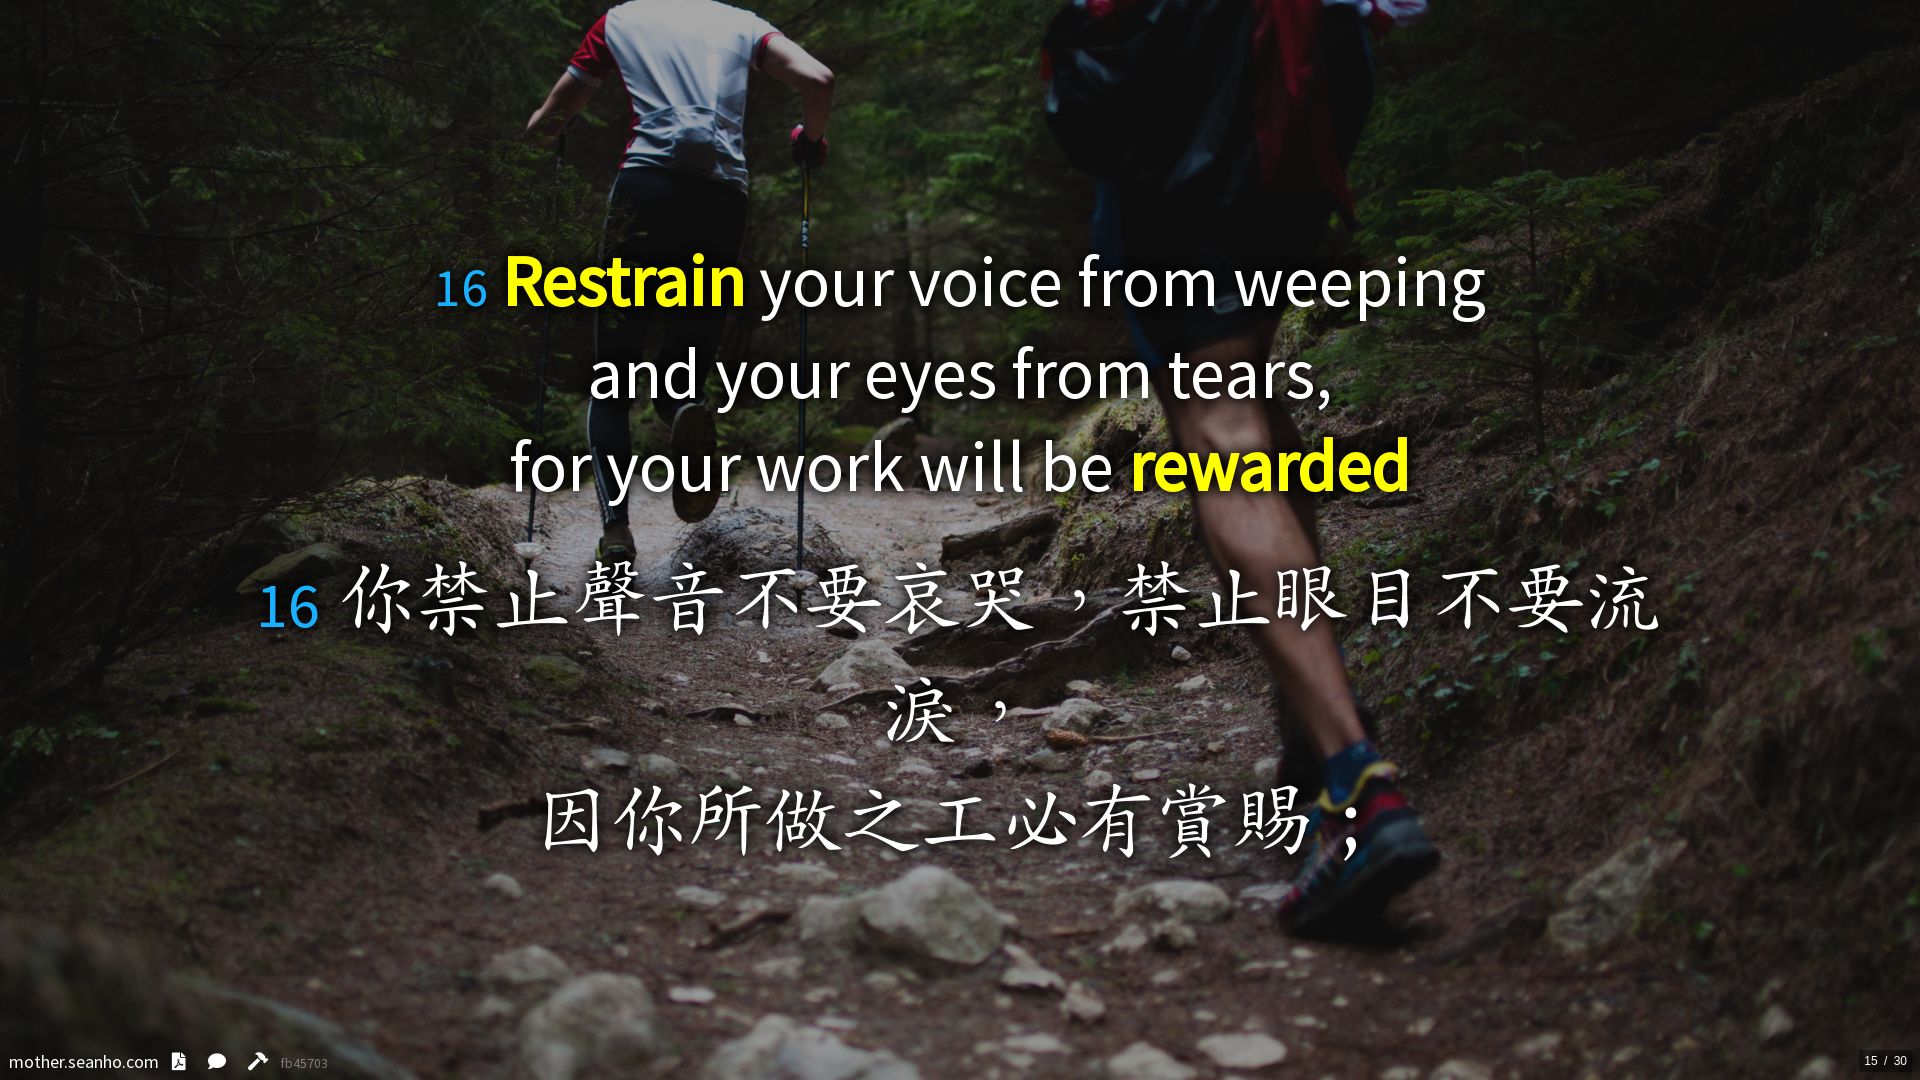 16 Restrain your voice from weeping
and your eyes from tears,
for your work will be rewarded
16 你禁止聲音不要哀哭，禁止眼目不要流
淚，
因你所做之工必有賞賜；
mother.seanho.com fb45703
15 / 30